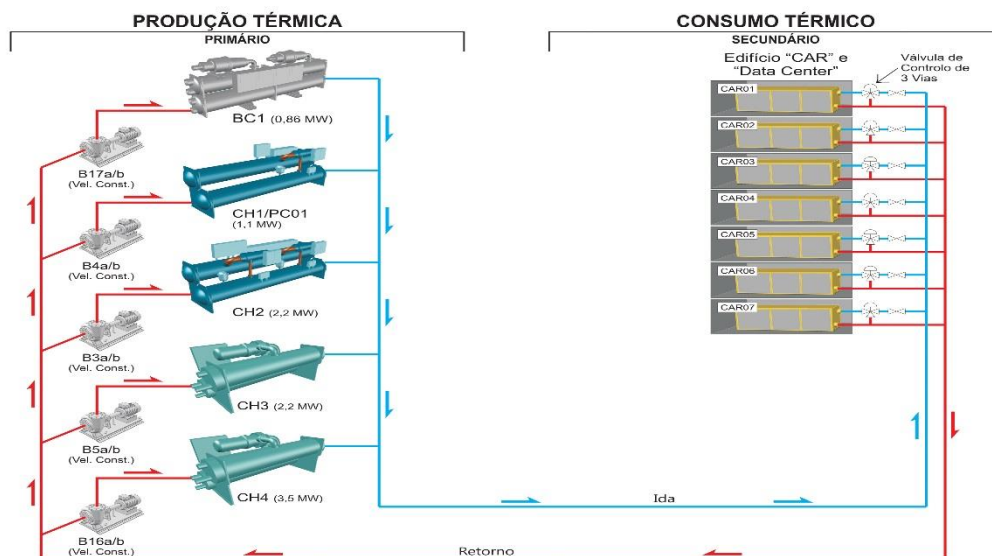 PRODUÇÃO TÉRMICA
PRIMÁRIO
BC1 (0,86 MW)
B17a/b
(Vel. Const.)
CH1/PC01
(1,1 MW)
B4a/b
(Vel. Const.)
CH2 (2,2 MW)
B3a/b
(Vel. Const.)
CH3 (2,2 MW)
B5a/b
(Vel. Const.)
CH4 (3,5 MW)
B16a/b
(Vel. Const.)
CONSUMO TÉRMICO
SECUNDÁRIO
Edifício "CAR" e
"Data Center"
Válvula de
Controlo de
3 Vias
CAR01
CAR02
CAR03
CAR04
CAR05
CAR06
CAR07
Ida
Retorno